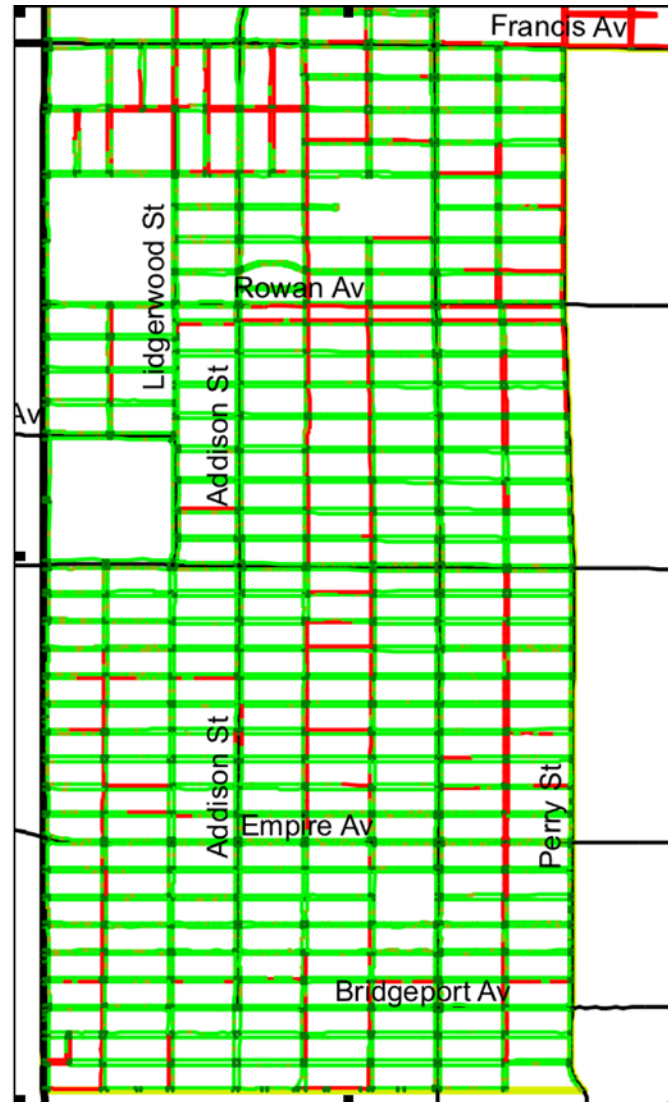 Francis Av
Lidgerwood St
Rowan Av
Addison St
Av
Addison St
Empire Av
Perry St
Bridgeport Av